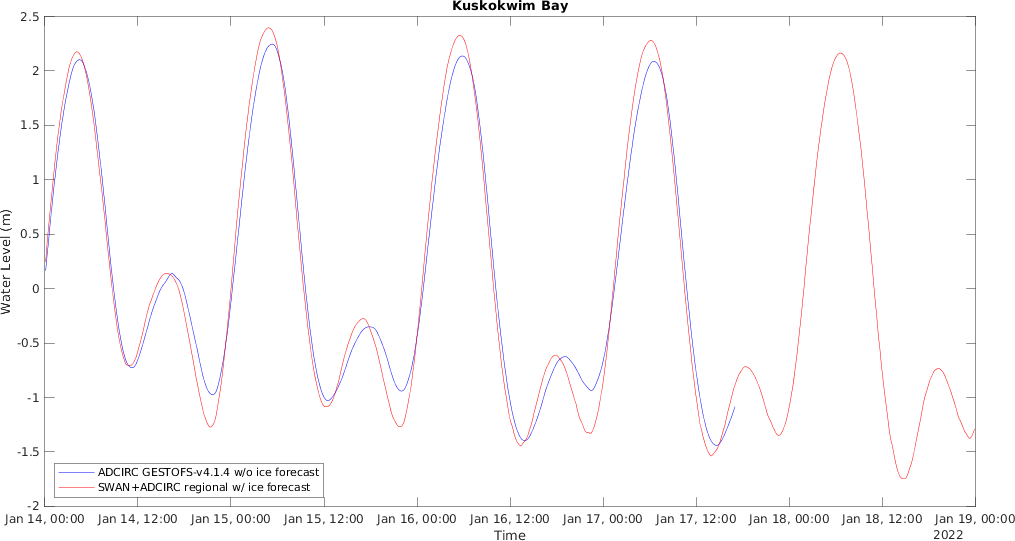 Kuskokwim Bay
2.5
2
1.5
1
0.5
0
-0.5
-1
-1.5
-2
Water Level (m)
ADCIRC GESTOFS-v4.1.4 w/o ice forecast
SWAN+ADCIRC regional w/ ice forecast
Jan 14, 00:00 Jan 14, 12:00 Jan 15, 00:00 Jan 15, 12:00 Jan 16, 00:00 Jan 16, 12:00 Jan 17, 00:00 Jan 17, 12:00 Jan 18, 00:00 Jan 18, 12:00 Jan 19, 00:00
Time
2022